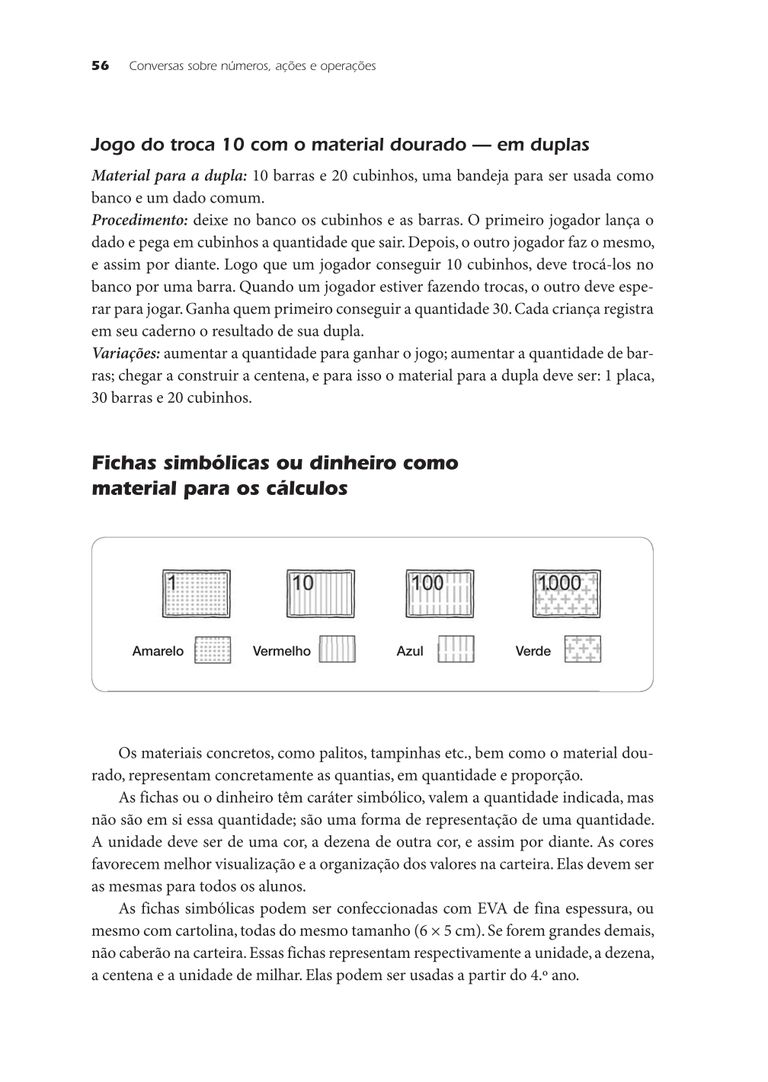 56 Conversas sobre números, ações e operações
Jogo do troca 10 com o material dourado — em duplas
Material para a dupla: 10 barras e 20 cubinhos, uma bandeja para ser usada como
banco e um dado comum.
Procedimento: deixe no banco os cubinhos e as barras. O primeiro jogador lança o
dado e pega em cubinhos a quantidade que sair. Depois, o outro jogador faz o mesmo,
e assim por diante. Logo que um jogador conseguir 10 cubinhos, deve trocá-los no
banco por uma barra. Quando um jogador estiver fazendo trocas, o outro deve espe-
rar para jogar. Ganha quem primeiro conseguir a quantidade 30. Cada criança registra
em seu caderno o resultado de sua dupla.
Variações: aumentar a quantidade para ganhar o jogo; aumentar a quantidade de bar-
ras; chegar a construir a centena, e para isso o material para a dupla deve ser: 1 placa,
30 barras e 20 cubinhos.
Fichas simbólicas ou dinheiro como
material para os cálculos
1 10 100 1.000
Amarelo Vermelho Azul Verde
Os materiais concretos, como palitos, tampinhas etc., bem como o material dou-
rado, representam concretamente as quantias, em quantidade e proporção.
As fichas ou o dinheiro têm caráter simbólico, valem a quantidade indicada, mas
não são em si essa quantidade; são uma forma de representação de uma quantidade.
A unidade deve ser de uma cor, a dezena de outra cor, e assim por diante. As cores
favorecem melhor visualização e a organização dos valores na carteira. Elas devem ser
as mesmas para todos os alunos.
As fichas simbólicas podem ser confeccionadas com EVA de fina espessura, ou
mesmo com cartolina, todas do mesmo tamanho (6 × 5 cm). Se forem grandes demais,
não caberão na carteira. Essas fichas representam respectivamente a unidade, a dezena,
a centena e a unidade de milhar. Elas podem ser usadas a partir do 4.º ano.